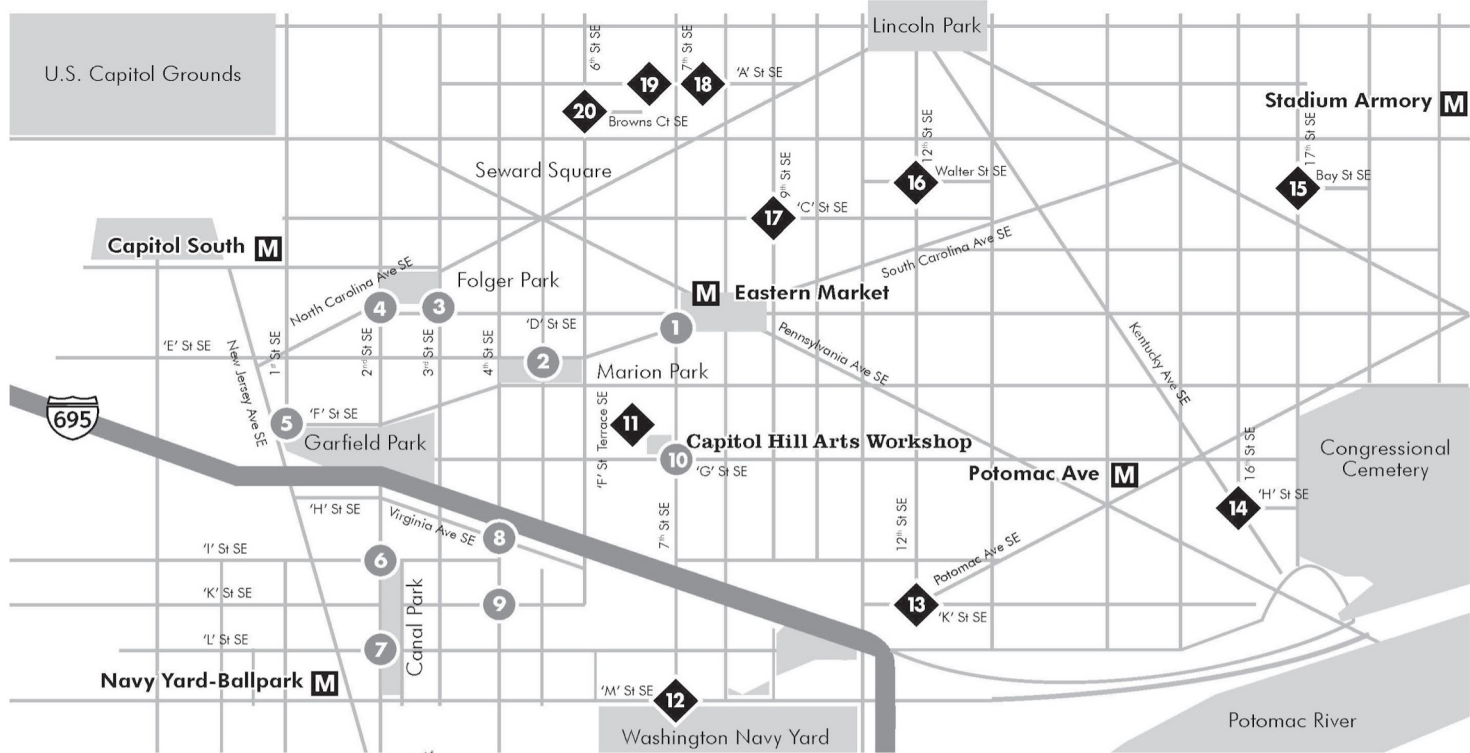 Lincoln Park
U.S. Capitol Grounds
6th St SE
7th St SE
19
18
'A' St SE
Stadium Armory M
20
Browns Ct SE
12th St SE
17th St SE
Seward Square
9th St SE
16
Walter St SE
15
Bay St SE
17
'C' St SE
Capitol South M
South Carolina Ave SE
North Carolina Ave SE
Folger Park
M Eastern Market
4
3
'D' St SE
1
Pennsylvania Ave SE
Kentucky Ave SE
'E' St SE
New Jersey Ave SE
1st St SE
2nd St SE
3rd St SE
4th St SE
2
Marion Park
695
5
'F' St SE
Garfield Park
'F' St Terrace SE
11
Capitol Hill Arts Workshop
10
'G' St SE
Potomac Ave M
16th St SE
Congressional
Cemetery
'H' St SE
14
'H' St SE
Virginia Ave SE
8
7th St SE
12th St SE
Potomac Ave SE
'I' St SE
6
'K' St SE
Canal Park
9
13
'K' St SE
'L' St SE
7
Navy Yard-Ballpark M
'M' St SE
12
Washington Navy Yard
Potomac River